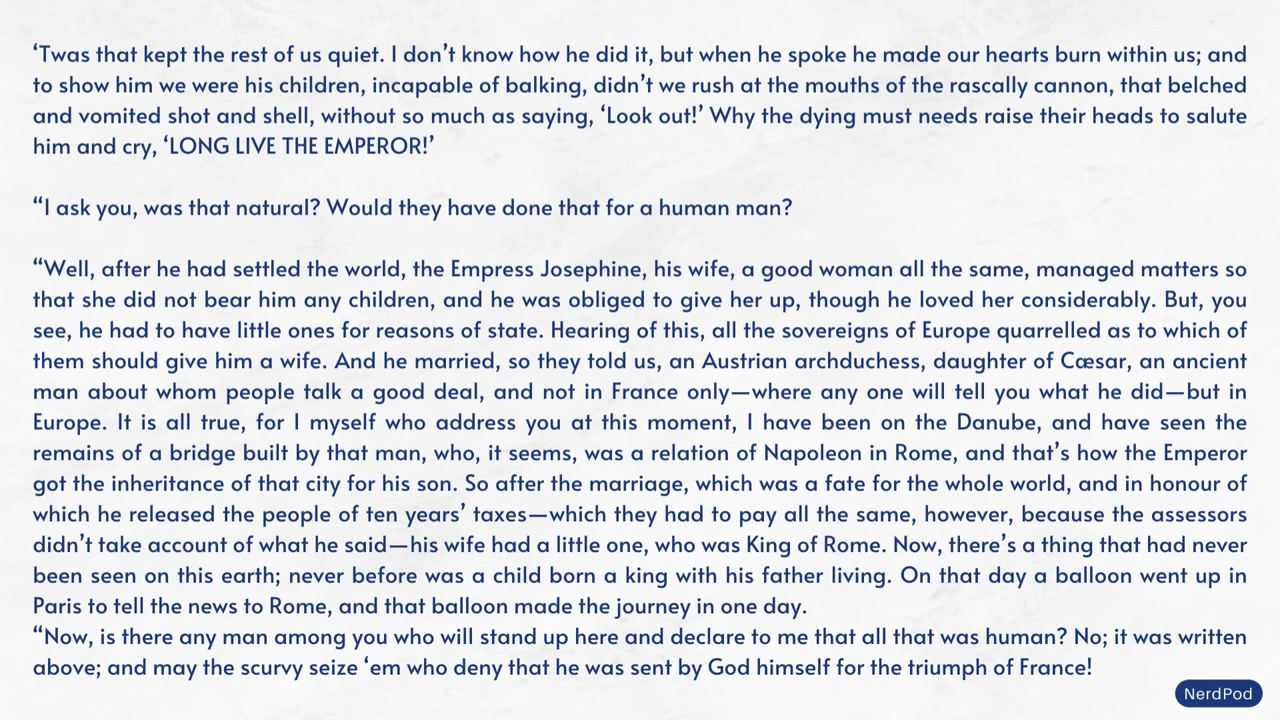 ‘Twas that kept the rest of us quiet. I don’t know how he did it, but when he spoke he made our hearts burn within us; and
to show him we were his children, incapable of balking, didn’t we rush at the mouths of the rascally cannon, that belched
and vomited shot and shell, without so much as saying, ‘Look out!’ Why the dying must needs raise their heads to salute
him and cry, ‘LONG LIVE THE EMPEROR!’
“I ask you, was that natural? Would they have done that for a human man?
“Well, after he had settled the world, the Empress Josephine, his wife, a good woman all the same, managed matters so
that she did not bear him any children, and he was obliged to give her up, though he loved her considerably. But, you
see, he had to have little ones for reasons of state. Hearing of this, all the sovereigns of Europe quarrelled as to which of
them should give him a wife. And he married, so they told us, an Austrian archduchess, daughter of Cœsar, an ancient
man about whom people talk a good deal, and not in France only—where any one will tell you what he did—but in
Europe. It is all true, for I myself who address you at this moment, I have been on the Danube, and have seen the
remains of a bridge built by that man, who, it seems, was a relation of Napoleon in Rome, and that’s how the Emperor
got the inheritance of that city for his son. So after the marriage, which was a fate for the whole world, and in honour of
which he released the people of ten years’ taxes—which they had to pay all the same, however, because the assessors
didn’t take account of what he said—his wife had a little one, who was King of Rome. Now, there’s a thing that had never
been seen on this earth; never before was a child born a king with his father living. On that day a balloon went up in
Paris to tell the news to Rome, and that balloon made the journey in one day.
“Now, is there any man among you who will stand up here and declare to me that all that was human? No; it was written
above; and may the scurvy seize ‘em who deny that he was sent by God himself for the triumph of France!
NerdPod